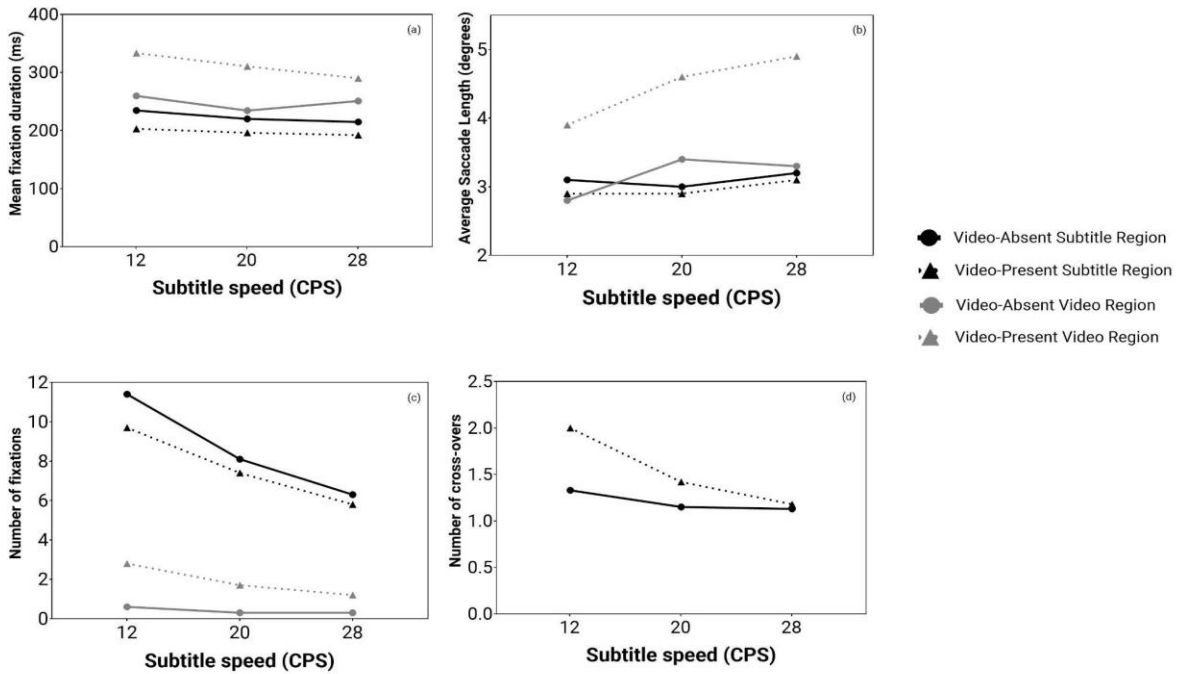 (a)
Mean fixation duration (ms)
400
300
200
100
0
12 20 28
Subtitle speed (CPS)
(b)
Average Saccade Length (degrees)
5
4
3
2
12 20 28
Subtitle speed (CPS)
Video-Absent Subtitle Region
Video-Present Subtitle Region
Video-Absent Video Region
Video-Present Video Region
(c)
Number of fixations
12
10
8
6
4
2
0
12 20 28
Subtitle speed (CPS)
(d)
Number of cross-overs
2.5
2.0
1.5
1.0
0.5
0.0
12 20 28
Subtitle speed (CPS)